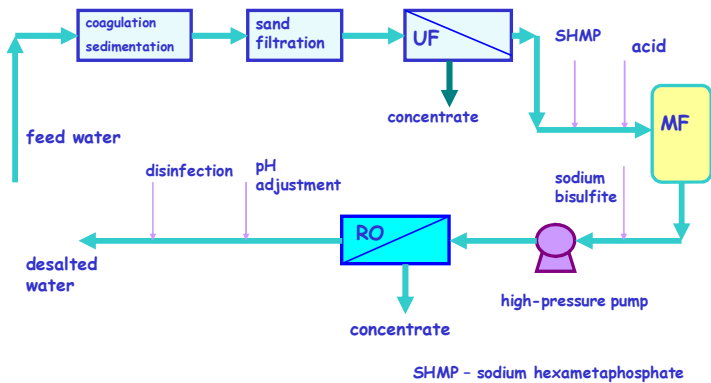 coagulation
sedimentation
sand
filtration
UF
SHMP
acid
MF
concentrate
feed water
disinfection
pH
adjustment
sodium
bisulfite
RO
desalted
water
high-pressure pump
concentrate
SHMP - sodium hexametaphosphate